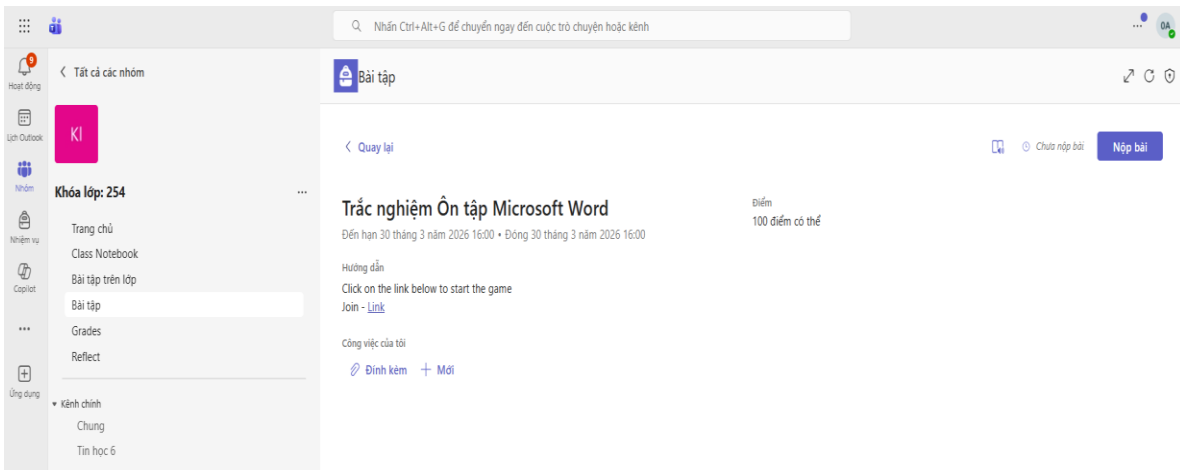 Nhấn Ctrl+Alt+G để chuyển ngay đến cuộc trò chuyện hoặc kênh
OA
9
Hoạt động
Lịch Outlook
Nhóm
Nhiệm vụ
Copilot
Ứng dụng
Tất cả các nhóm
KI
Khóa lớp: 254
Trang chủ
Class Notebook
Bài tập trên lớp
Bài tập
Grades
Reflect
Kênh chính
Chung
Tin học 6
Bài tập
Quay lại
Chưa nộp bài
Nộp bài
Trắc nghiệm Ôn tập Microsoft Word
Đến hạn 30 tháng 3 năm 2026 16:00 • Đóng 30 tháng 3 năm 2026 16:00
Điểm
100 điểm có thể
Hướng dẫn
Click on the link below to start the game
Join - Link
Công việc của tôi
Đính kèm
Mới